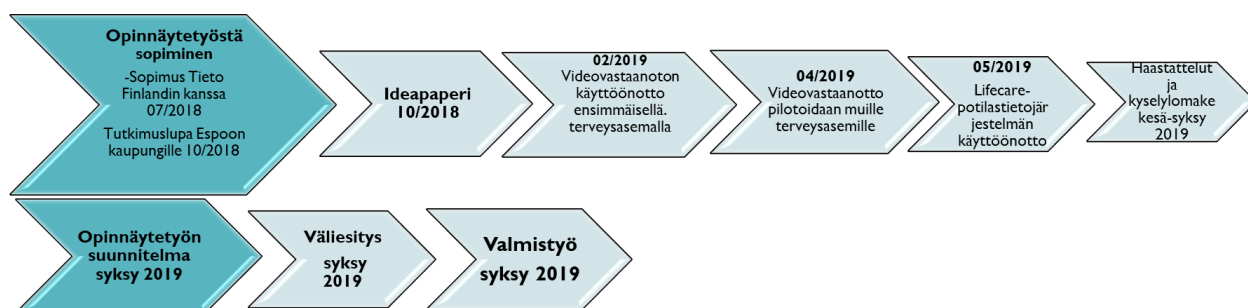 Opinnäytetyöstä
sopiminen
-Sopimus Tieto
Finlandin kanssa
07/2018
Tutkimuslupa Espoon
kaupungille 10/2018
Ideapaperi
10/2018
02/2019
Videovastaanoton
käyttöönotto
ensimmäisellä.
terveysasemalla
04/2019
Videovastaanotto
pilotoidaan muille
terveysasemille
05/2019
Lifecare-
potilastietojär
jestelmän
käyttöönotto
Haastattelut
ja
kyselylomake
kesä-syksy
2019
Opinnäytetyön
suunnitelma
syksy 2019
Väliesitys
syksy
2019
Valmistyö
syksy 2019